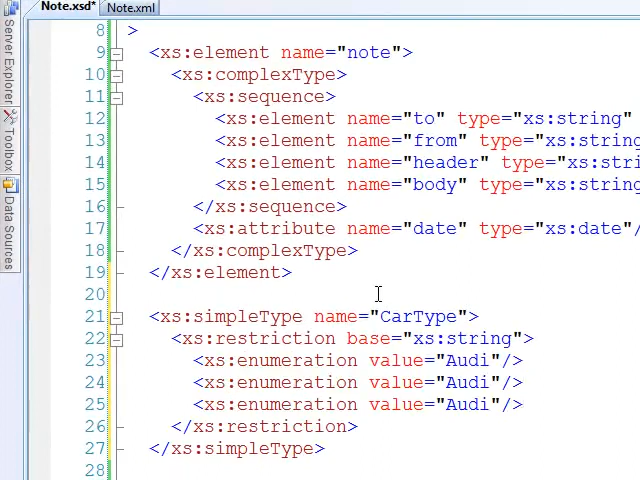 Note.xsd* Note.xml
Server Explorer
Toolbox
Data Sources
8 >
9 <xs:element name="note">
10 <xs:complexType>
11 <xs:sequence>
12 <xs:element name="to" type="xs:string"
13 <xs:element name="from" type="xs:string
14 <xs:element name="header" type="xs:stri
15 <xs:element name="body" type="xs:string
16 </xs:sequence>
17 <xs:attribute name="date" type="xs:date"/
18 </xs:complexType>
19 </xs:element>
20
21 <xs:simpleType name="CarType">
22 <xs:restriction base="xs:string">
23 <xs:enumeration value="Audi"/>
24 <xs:enumeration value="Audi"/>
25 <xs:enumeration value="Audi"/>
26 </xs:restriction>
27 </xs:simpleType>
28